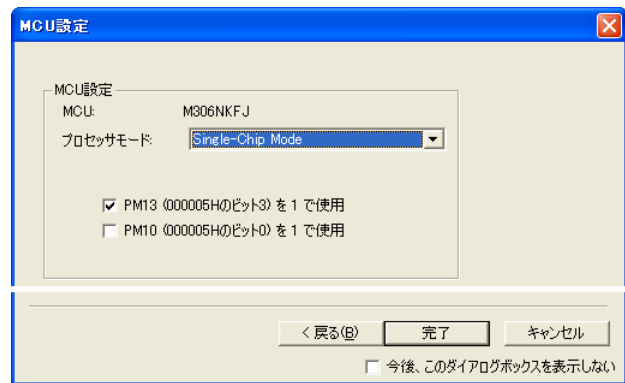 MCU設定
MCU設定
MCU: M306NKFJ
プロセッサモード: Single-Chip Mode
PM13 (000005Hのビット3) を 1 で使用
PM10 (000005Hのビット0) を 1 で使用
< 戻る(B) 完了 キャンセル
今後、このダイアログボックスを表示しない